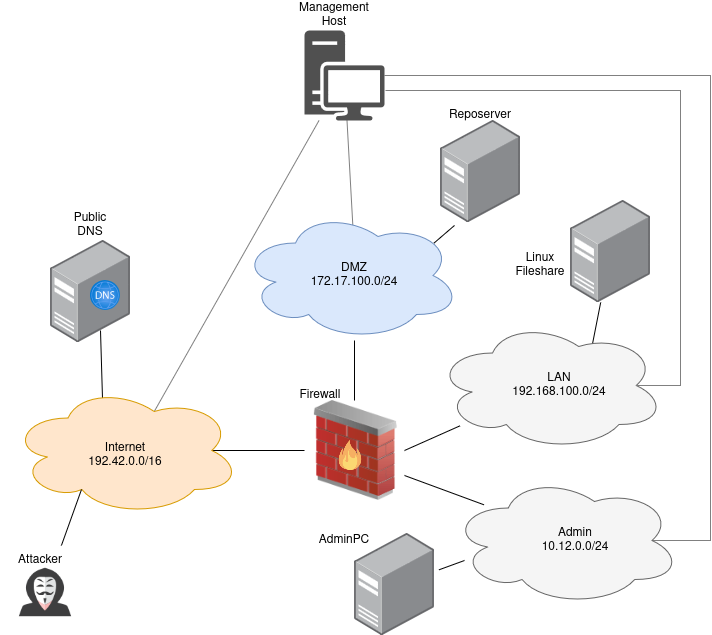 Management
Host
Reposerver
Public
DNS
DNS
Linux
Fileshare
DMZ
172.17.100.0/24
LAN
192.168.100.0/24
Firewall
Internet
192.42.0.0/16
Admin
10.12.0.0/24
AdminPC
Attacker